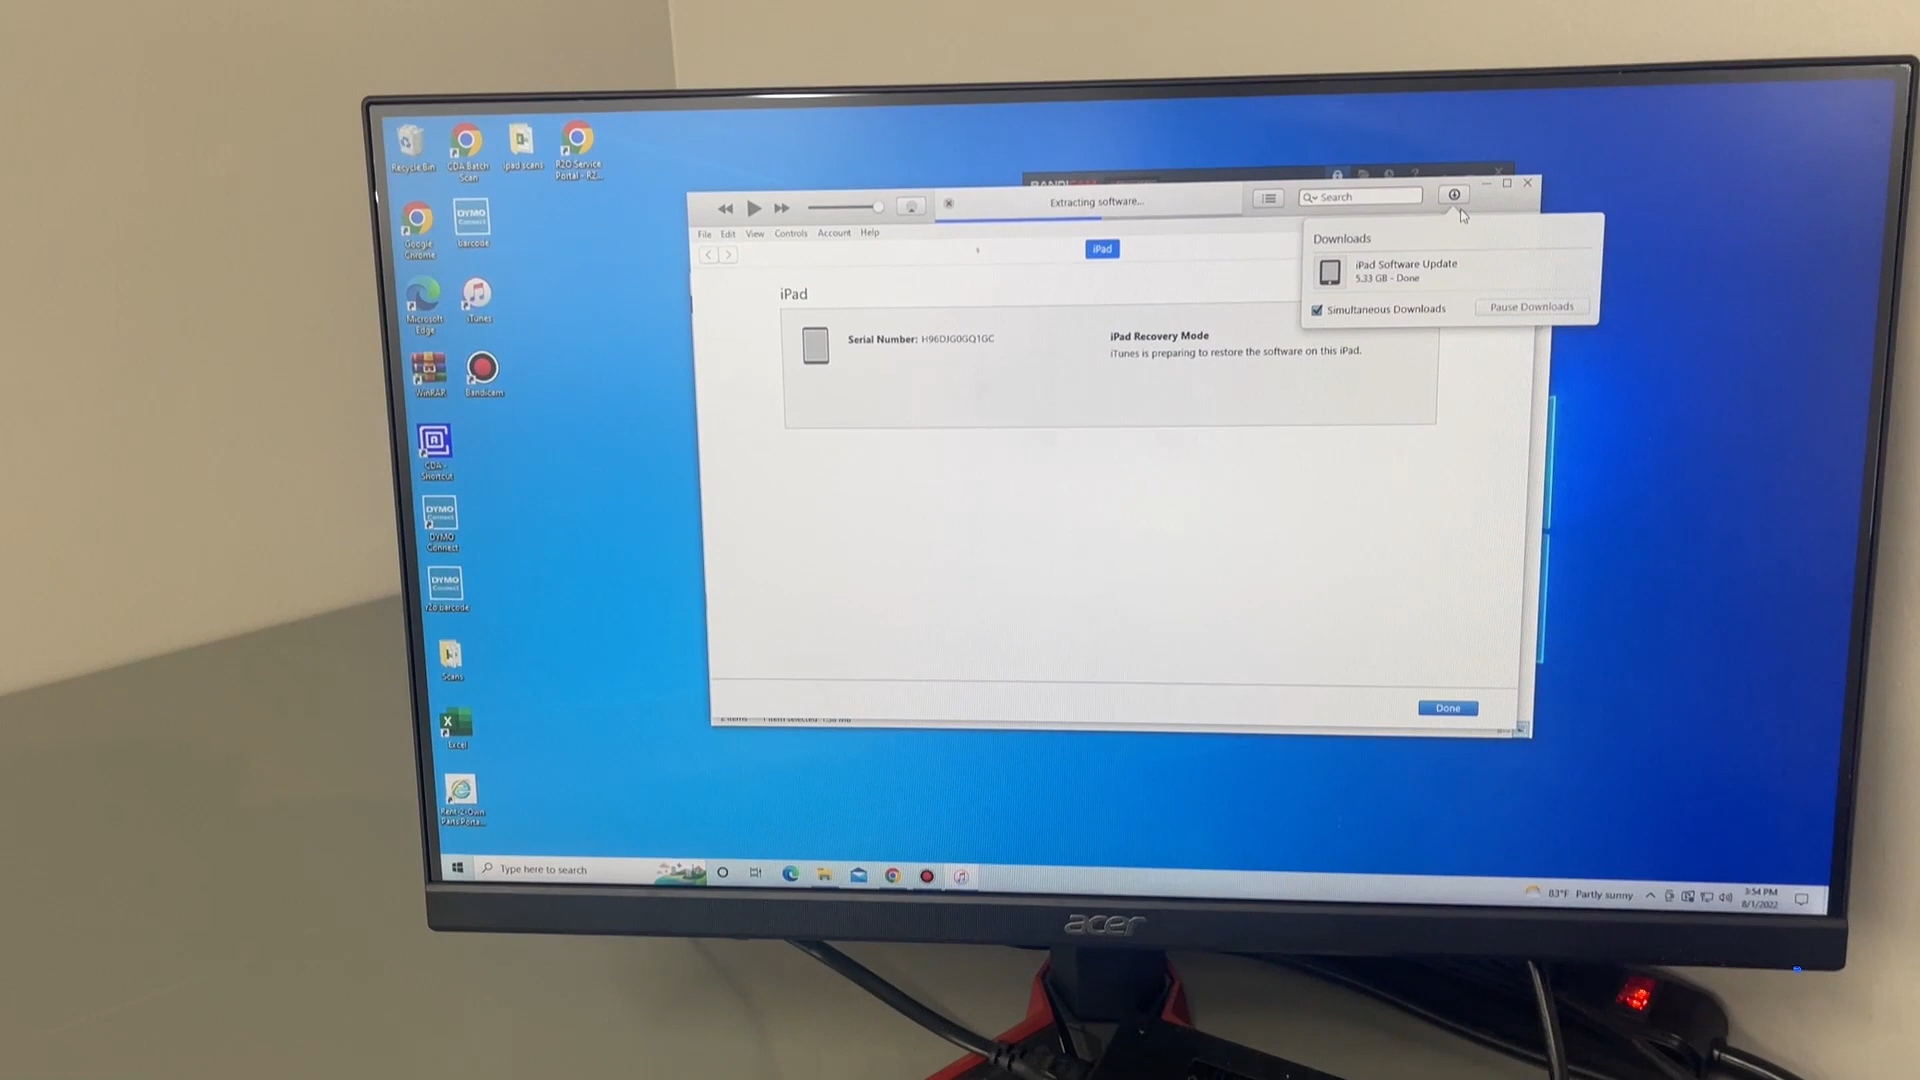 Recycle Bin
CDA Batch Scan
ipad scans
R2O Service Portal - R2...
Google Chrome
DYMO
barcode
Microsoft Edge
iTunes
WinRAR
Bandicam
CDA - Shortcut
DYMO Connect
DYMO Connect
DYMO Connect
r2o barcode
Scans
Excel
Rent-2-Own Parts Porta...
Extracting software...
Search
File Edit View Controls Account Help
iPad
iPad
Serial Number: H96DJG0GQ1GC
iPad Recovery Mode
iTunes is preparing to restore the software on this iPad.
Downloads
iPad Software Update
5.33 GB - Done
Simultaneous Downloads
Pause Downloads
Done
Type here to search
83°F Partly sunny
3:54 PM
8/1/2022
acer